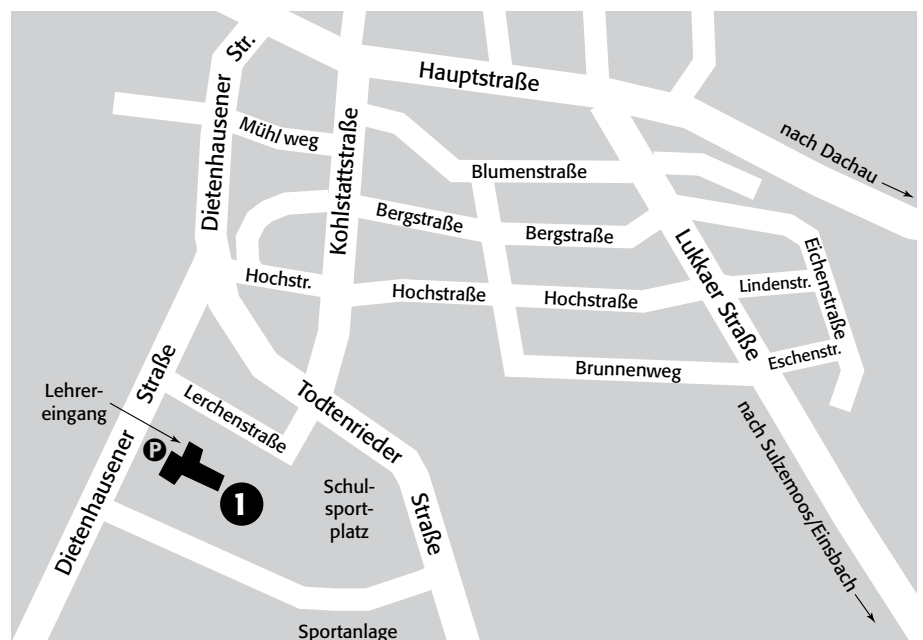 Dietenhausener Str.
Hauptstraße
nach Dachau
Mühlweg
Kohlstattstraße
Blumenstraße
Bergstraße
Bergstraße
Lukkaer Straße
Eichenstraße
Hochstr.
Hochstraße
Hochstraße
Lindenstr.
Eschenstr.
Brunnenweg
Lehrer-
eingang
Dietenhausener Straße
Lerchenstraße
Todtenrieder Straße
P
1
Schul-
sport-
platz
nach Sulzemoos/Einsbach
Sportanlage